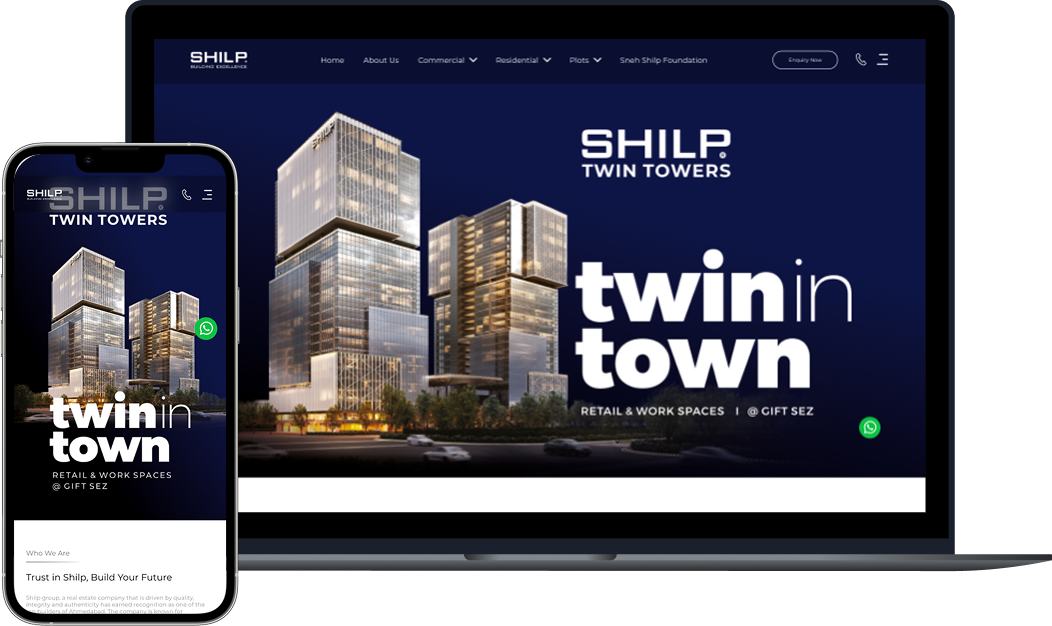 SHILP.
BUILDING EXCELLENCE
Home About Us Commercial Residential Plots Sneh Shilp Foundation
Enquiry Now
SHILP
SHILP.
TWIN TOWERS
twin in
town
RETAIL & WORK SPACES I @ GIFT SEZ
SHILP
BUILDING EXCELLENCE
SHILP.
TWIN TOWERS
twin in
town
RETAIL & WORK SPACES
@ GIFT SEZ
Who We Are
Trust in Shilp, Build Your Future
Shilp group, a real estate company that is driven by quality,
integrity and authenticity has earned recognition as one of the
builders of Ahmedabad. The company is known for